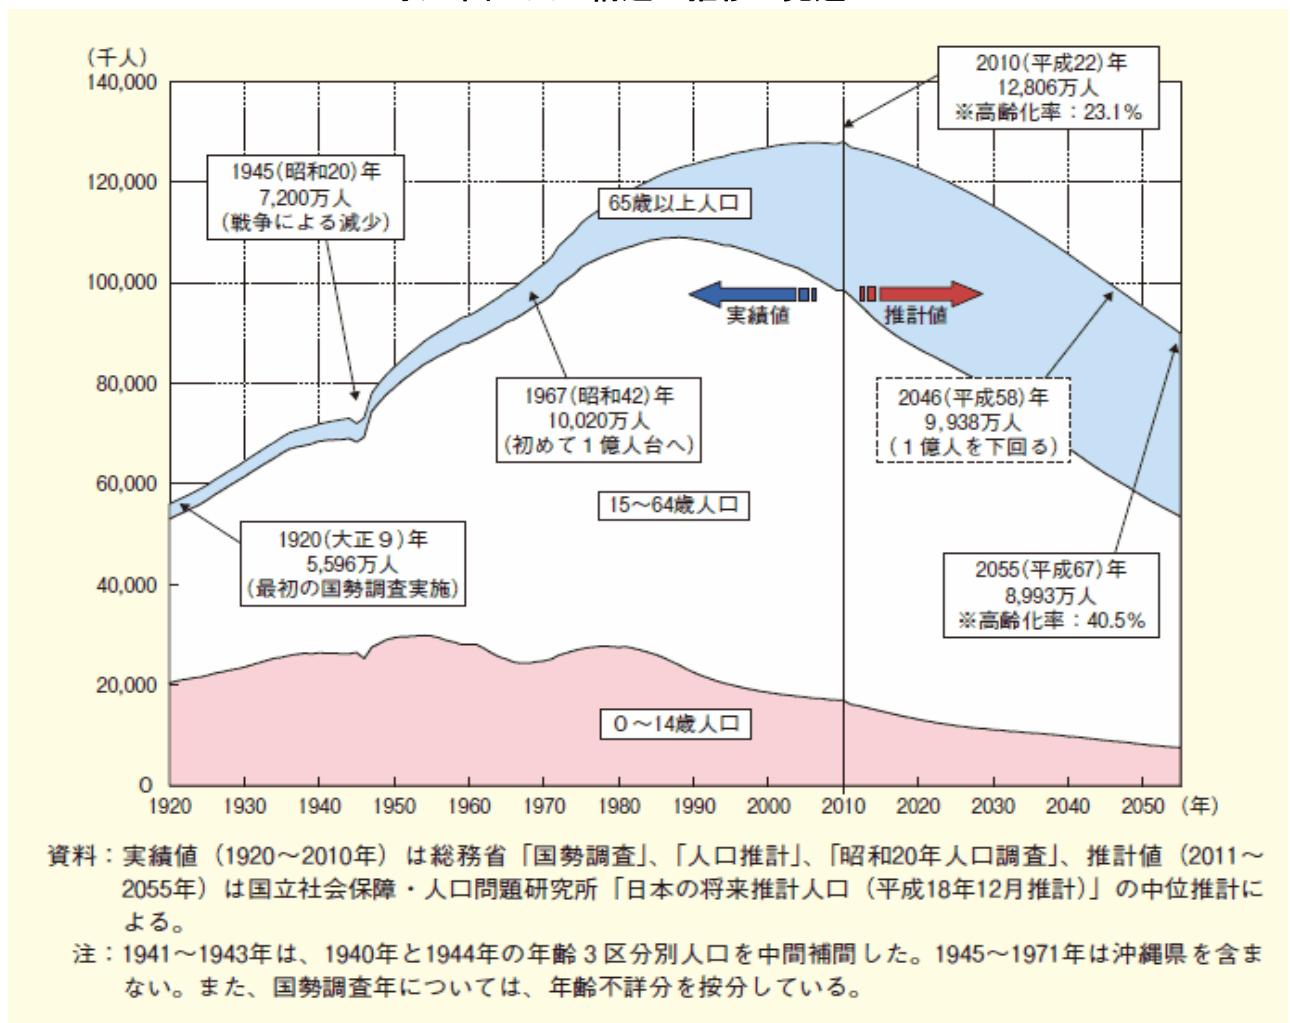 (千人)
140,000
120,000
100,000
80,000
60,000
40,000
20,000
0
2010(平成22)年
12,806万人
※高齢化率：23.1％
1945(昭和20)年
7,200万人
(戦争による減少)
65歳以上人口
実績値
推計値
1967(昭和42)年
10,020万人
(初めて１億人台へ)
2046(平成58)年
9,938万人
(１億人を下回る)
15～64歳人口
1920(大正９)年
5,596万人
(最初の国勢調査実施)
2055(平成67)年
8,993万人
※高齢化率：40.5％
０～14歳人口
1920 1930 1940 1950 1960 1970 1980 1990 2000 2010 2020 2030 2040 2050 (年)
資料：実績値（1920～2010年）は総務省「国勢調査」、「人口推計」、「昭和20年人口調査」、推計値（2011～
2055年）は国立社会保障・人口問題研究所「日本の将来推計人口（平成18年12月推計）」の中位推計に
よる。
注：1941～1943年は、1940年と1944年の年齢３区分別人口を中間補間した。1945～1971年は沖縄県を含ま
ない。また、国勢調査年については、年齢不詳分を按分している。